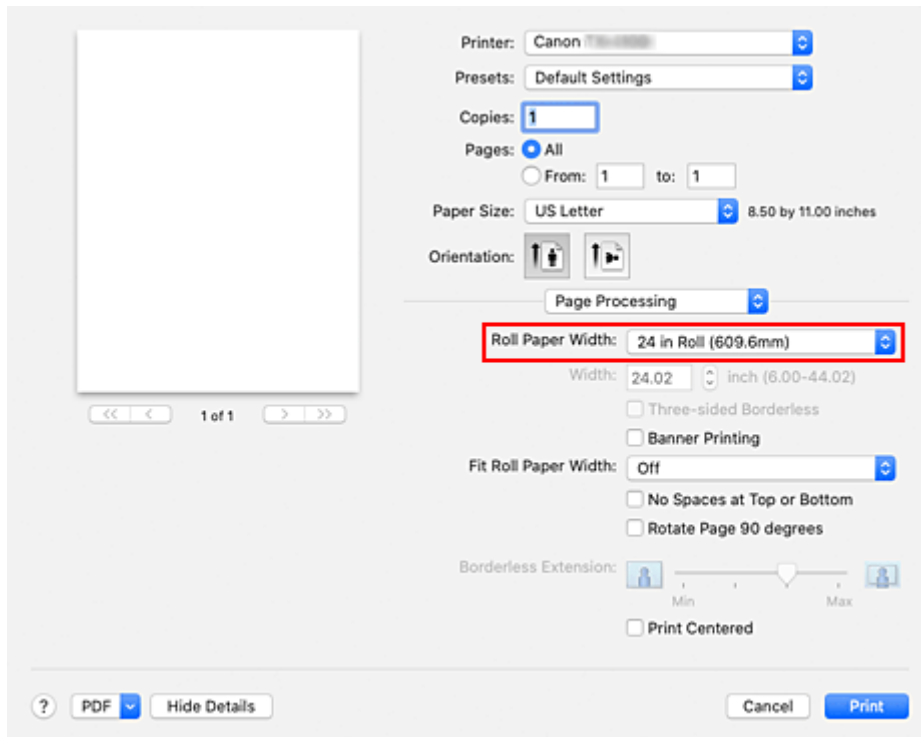 Printer: Canon
Presets: Default Settings
Copies: 1
Pages: All
From: 1 to: 1
Paper Size: US Letter 8.50 by 11.00 inches
Orientation:
Page Processing
Roll Paper Width: 24 in Roll (609.6mm)
Width: 24.02 inch (6.00-44.02)
<< < 1 of 1 > >>
Three-sided Borderless
Banner Printing
Fit Roll Paper Width: Off
No Spaces at Top or Bottom
Rotate Page 90 degrees
Borderless Extension:
Min Max
Print Centered
? PDF Hide Details Cancel Print